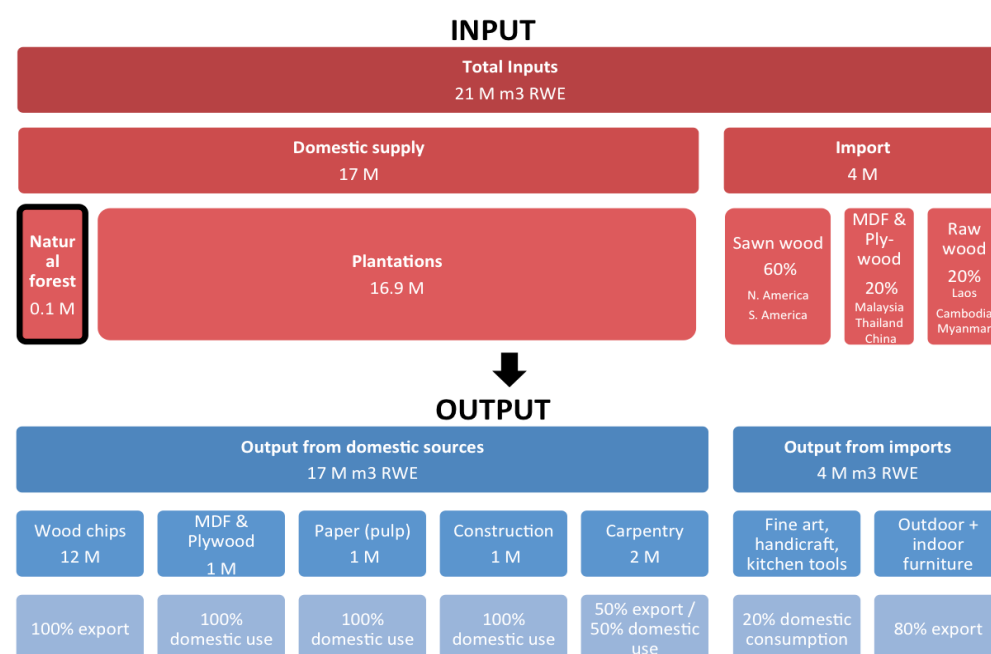 INPUT
Total Inputs
21 M m3 RWE
Domestic supply
17 M
Import
4 M
Natur
al
forest
0.1 M
Plantations
16.9 M
Sawn wood
60%
N. America
S. America
MDF &
Ply-
wood
20%
Malaysia
Thailand
China
Raw
wood
20%
Laos
Cambodia
Myanmar
OUTPUT
Output from domestic sources
17 M m3 RWE
Output from imports
4 M m3 RWE
Wood chips
12 M
MDF &
Plywood
1 M
Paper (pulp)
1 M
Construction
1 M
Carpentry
2 M
Fine art,
handicraft,
kitchen tools
Outdoor +
indoor
furniture
100% export
100%
domestic use
100%
domestic use
100%
domestic use
50% export /
50% domestic
use
20% domestic
consumption
80% export